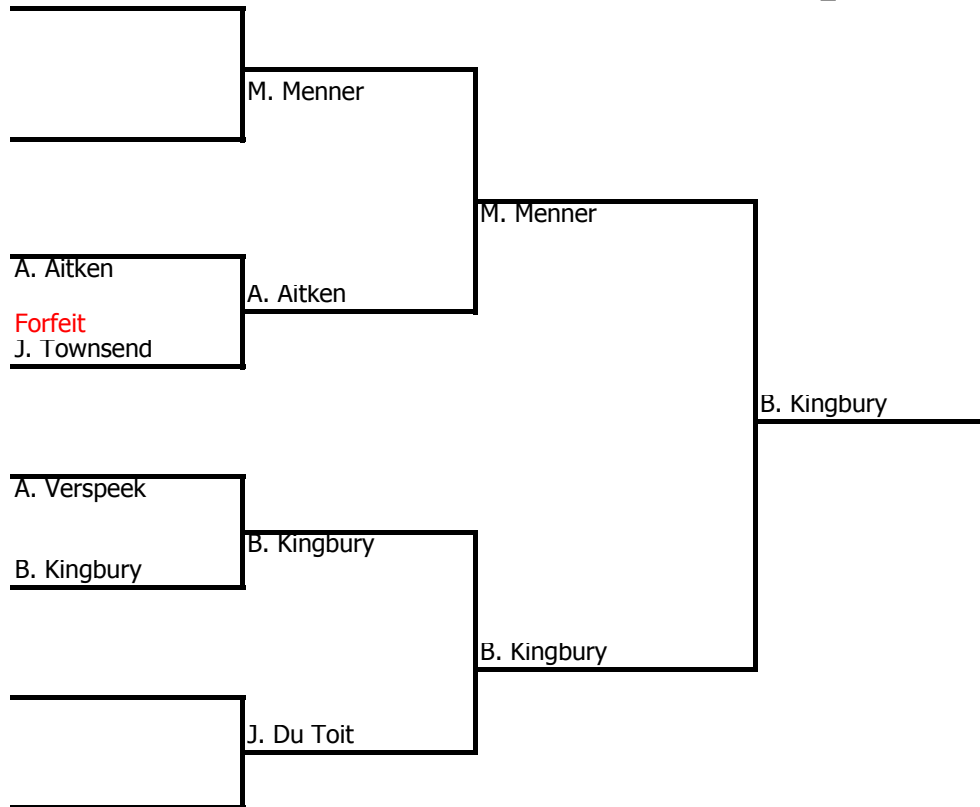 M. Menner
M. Menner
A. Aitken
A. Aitken
Forfeit
J. Townsend
B. Kingbury
A. Verspeek
B. Kingbury
B. Kingbury
B. Kingbury
J. Du Toit